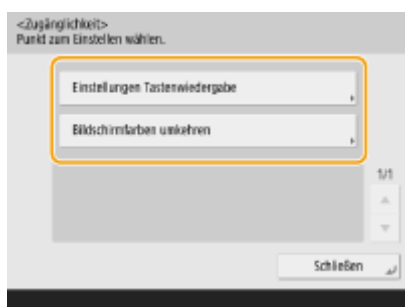 <Zugänglichkeit>
Punkt zum Einstellen wählen.
Einstellungen Tastenwiedergabe
Bildschirmfarben umkehren
1/1
Schließen